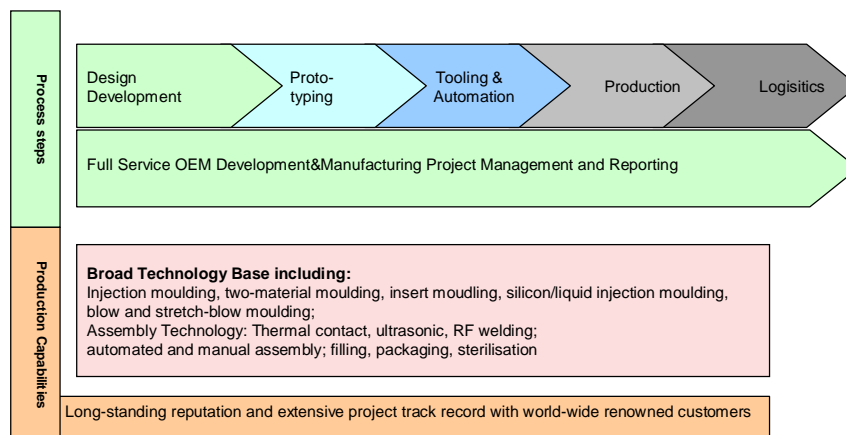 Process steps
Design
Development
Proto-
typing
Tooling &
Automation
Production
Logisitics
Full Service OEM Development&Manufacturing Project Management and Reporting
Production Capabilities
Broad Technology Base including:
Injection moulding, two-material moulding, insert moudling, silicon/liquid injection moulding,
blow and stretch-blow moulding;
Assembly Technology: Thermal contact, ultrasonic, RF welding;
automated and manual assembly; filling, packaging, sterilisation
Long-standing reputation and extensive project track record with world-wide renowned customers